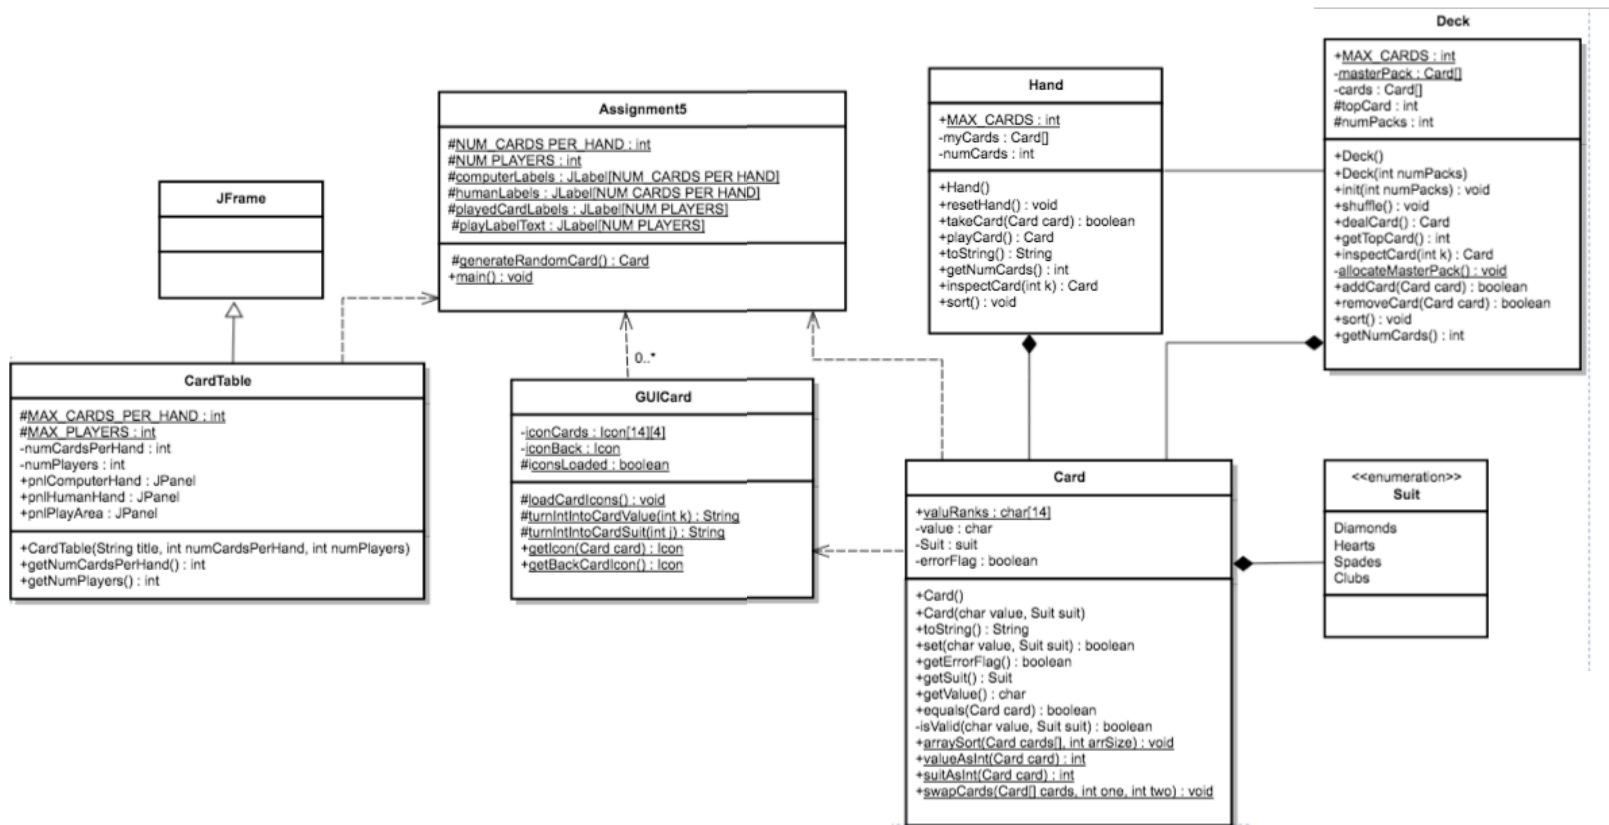 JFrame
CardTable
#MAX_CARDS_PER_HAND : int
#MAX_PLAYERS : int
-numCardsPerHand : int
-numPlayers : int
+pnlComputerHand : JPanel
+pnlHumanHand : JPanel
+pnlPlayArea : JPanel
+CardTable(String title, int numCardsPerHand, int numPlayers)
+getNumCardsPerHand() : int
+getNumPlayers() : int
Assignment5
#NUM_CARDS_PER_HAND : int
#NUM_PLAYERS : int
#computerLabels : JLabel[NUM_CARDS_PER_HAND]
#humanLabels : JLabel[NUM_CARDS_PER_HAND]
#playedCardLabels : JLabel[NUM_PLAYERS]
#playLabelText : JLabel[NUM_PLAYERS]
#generateRandomCard() : Card
+main() : void
0..*
GUICard
-iconCards : Icon[14][4]
-iconBack : Icon
#iconsLoaded : boolean
#loadCardIcons() : void
#turnIntIntoCardValue(int k) : String
#turnIntIntoCardSuit(int j) : String
+getIcon(Card card) : Icon
+getBackCardIcon() : Icon
Hand
+MAX_CARDS : int
-myCards : Card[]
-numCards : int
+Hand()
+resetHand() : void
+takeCard(Card card) : boolean
+playCard() : Card
+toString() : String
+getNumCards() : int
+inspectCard(int k) : Card
+sort() : void
Deck
+MAX_CARDS : int
-masterPack : Card[]
-cards : Card[]
#topCard : int
#numPacks : int
+Deck()
+Deck(int numPacks)
+init(int numPacks) : void
+shuffle() : void
+dealCard() : Card
+getTopCard() : int
+inspectCard(int k) : Card
-allocateMasterPack() : void
+addCard(Card card) : boolean
+removeCard(Card card) : boolean
+sort() : void
+getNumCards() : int
Card
+valuRanks : char[14]
-value : char
-Suit : suit
-errorFlag : boolean
+Card()
+Card(char value, Suit suit)
+toString() : String
+set(char value, Suit suit) : boolean
+getErrorFlag() : boolean
+getSuit() : Suit
+getValue() : char
+equals(Card card) : boolean
-isValid(char value, Suit suit) : boolean
+arraySort(Card cards[], int arrSize) : void
+valueAsInt(Card card) : int
+suitAsInt(Card card) : int
+swapCards(Card[] cards, int one, int two) : void
<<enumeration>>
Suit
Diamonds
Hearts
Spades
Clubs